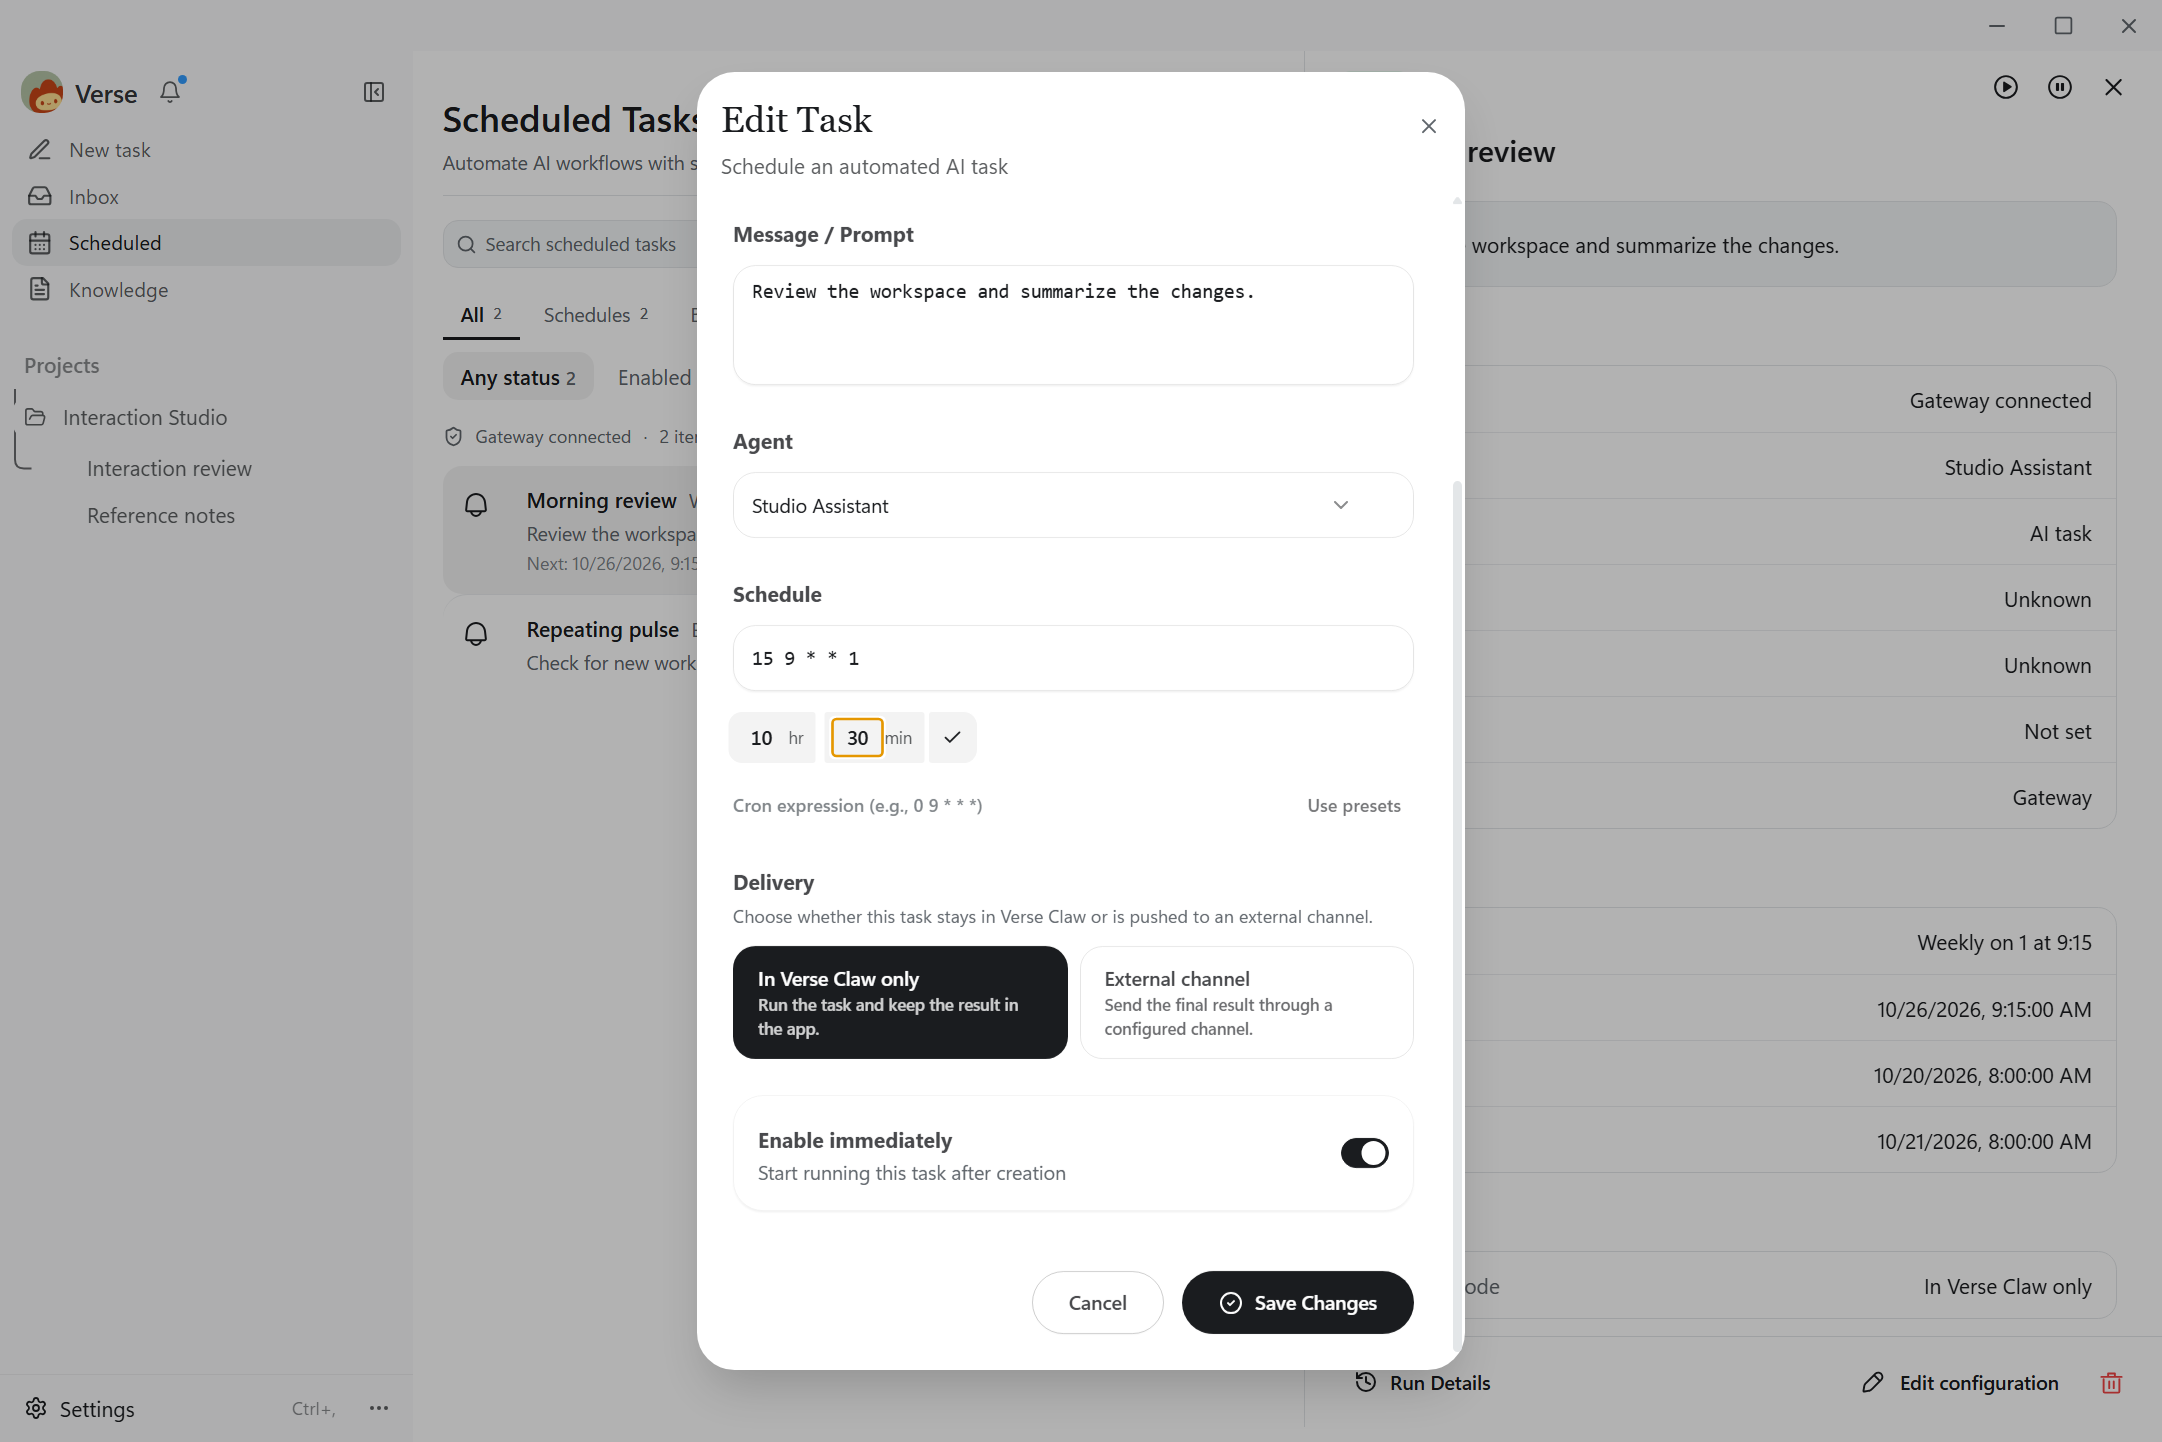 Verse
New task
Inbox
Scheduled
Knowledge
Projects
Interaction Studio
Interaction review
Reference notes
Settings
Ctrl+,
Scheduled Tasks
Automate AI workflows with s
Search scheduled tasks
All 2
Schedules 2
Any status 2
Enabled
Gateway connected · 2 iter
Morning review
Review the workspa
Next: 10/26/2026, 9:15
Repeating pulse
Check for new work
Edit Task
Schedule an automated AI task
Message / Prompt
Review the workspace and summarize the changes.
Agent
Studio Assistant
Schedule
15 9 * * 1
10 hr
30 min
Cron expression (e.g., 0 9 * * *)
Use presets
Delivery
Choose whether this task stays in Verse Claw or is pushed to an external channel.
In Verse Claw only
Run the task and keep the result in
the app.
External channel
Send the final result through a
configured channel.
Enable immediately
Start running this task after creation
Cancel
Save Changes
review
workspace and summarize the changes.
Gateway connected
Studio Assistant
AI task
Unknown
Unknown
Not set
Gateway
Weekly on 1 at 9:15
10/26/2026, 9:15:00 AM
10/20/2026, 8:00:00 AM
10/21/2026, 8:00:00 AM
ode
In Verse Claw only
Run Details
Edit configuration